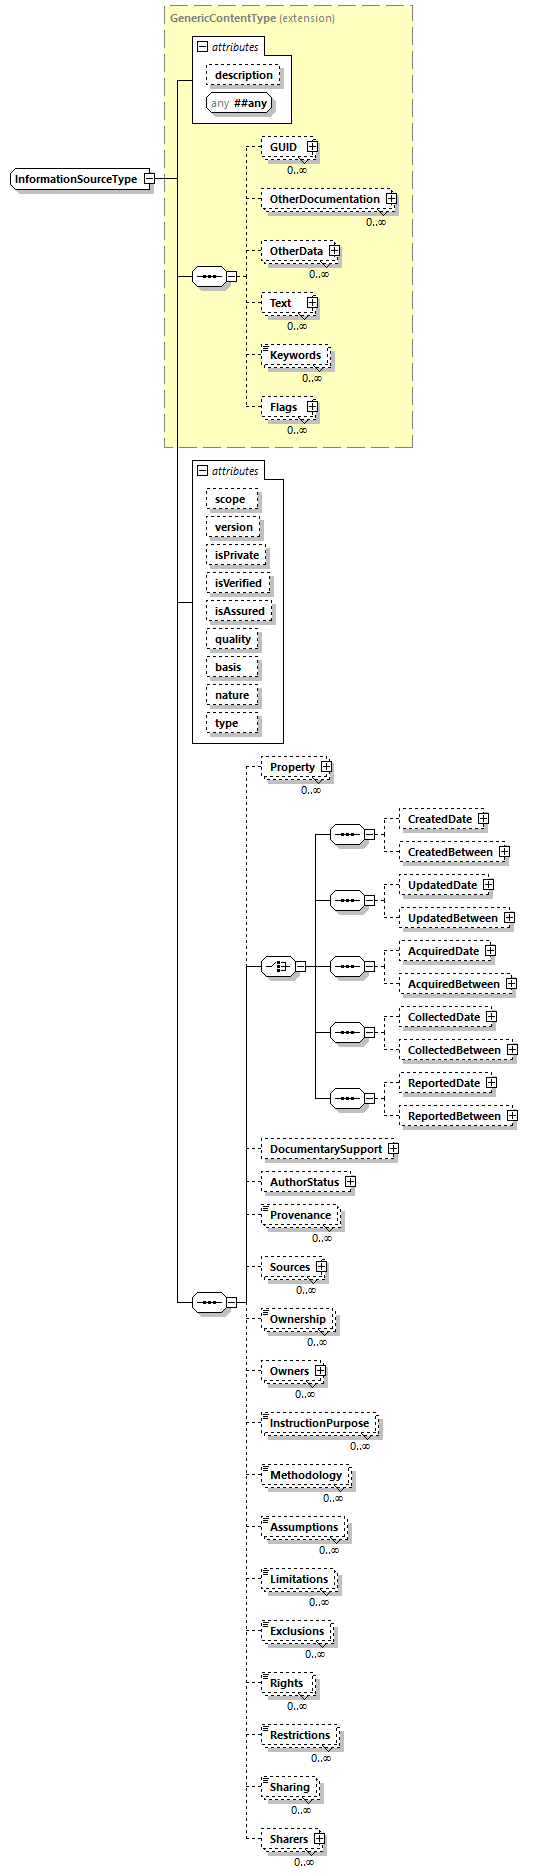 GenericContentType (extension)
attributes
description
any ##any
InformationSourceType
GUID
0..∞
OtherDocumentation
0..∞
OtherData
0..∞
Text
0..∞
Keywords
0..∞
Flags
0..∞
attributes
scope
version
isPrivate
isVerified
isAssured
quality
basis
nature
type
Property
0..∞
CreatedDate
CreatedBetween
UpdatedDate
UpdatedBetween
AcquiredDate
AcquiredBetween
CollectedDate
CollectedBetween
ReportedDate
ReportedBetween
DocumentarySupport
AuthorStatus
Provenance
0..∞
Sources
0..∞
Ownership
0..∞
Owners
0..∞
InstructionPurpose
0..∞
Methodology
0..∞
Assumptions
0..∞
Limitations
0..∞
Exclusions
0..∞
Rights
0..∞
Restrictions
0..∞
Sharing
0..∞
Sharers
0..∞